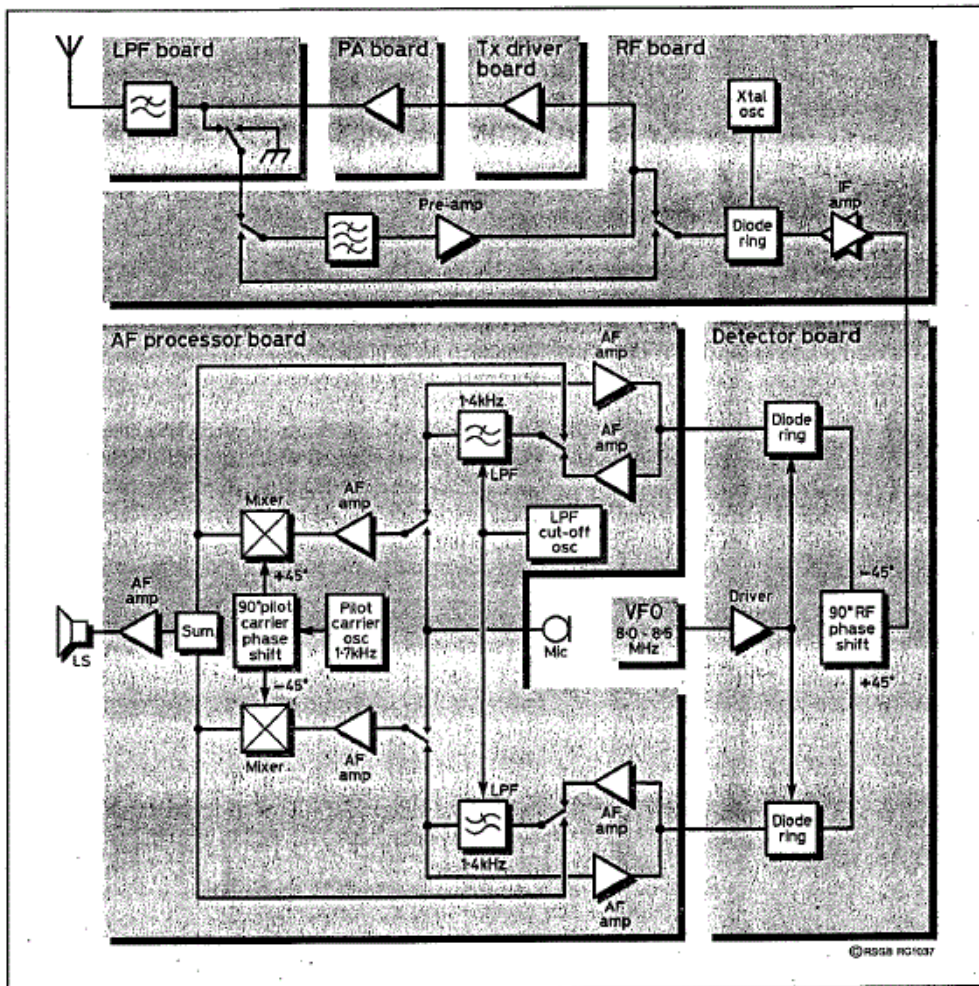 LPF board
PA board
Tx driver
board
RF board
Xtal
osc
Pre-amp
Diode
ring
IF
amp
AF processor board
Detector board
AF
amp
1·4kHz
LPF
AF
amp
Diode
ring
Mixer
AF
amp
LPF
cut-off
osc
+45°
-45°
AF
amp
LS
Sum
90°pilot
carrier
phase
shift
Pilot
carrier
osc
1·7kHz
Mic
VFO
8·0 - 8·5
MHz
Driver
90° RF
phase
shift
-45°
+45°
Mixer
AF
amp
LPF
1·4kHz
AF
amp
AF
amp
Diode
ring
©RSGB RG1037